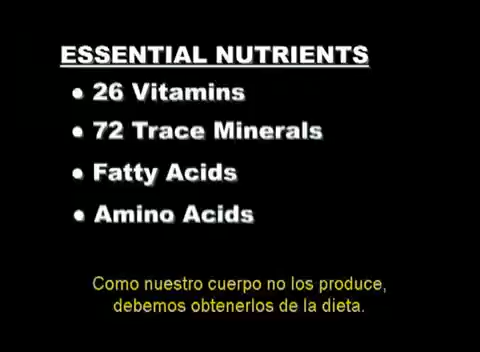 ESSENTIAL NUTRIENTS
• 26 Vitamins
• 72 Trace Minerals
• Fatty Acids
• Amino Acids
Como nuestro cuerpo no los produce,
debemos obtenerlos de la dieta.